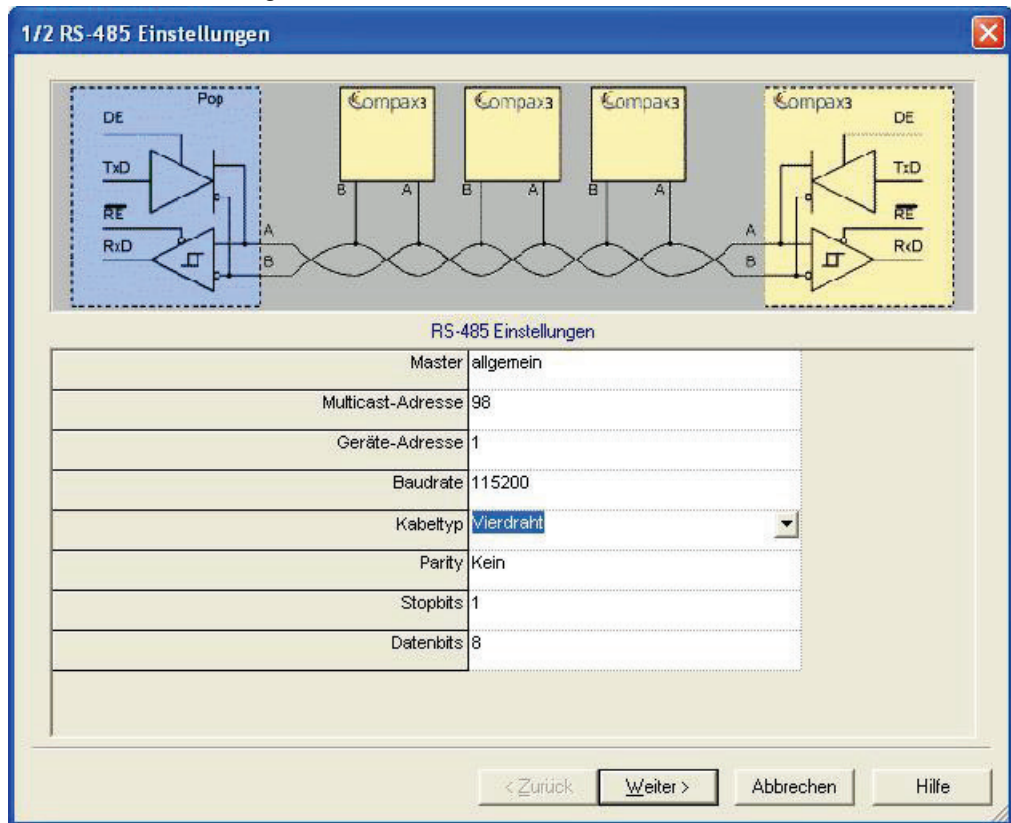 1/2 RS-485 Einstellungen
Pop
DE
TxD
RE
RxD
A
B
Compax3
B A
Compax3
B A
Compax3
B A
Compax3
DE
TxD
RE
RxD
A
B
RS-485 Einstellungen
Master allgemein
Multicast-Adresse 98
Geräte-Adresse 1
Baudrate 115200
Kabeltyp Vierdraht
Parity Kein
Stopbits 1
Datenbits 8
< Zurück Weiter > Abbrechen Hilfe